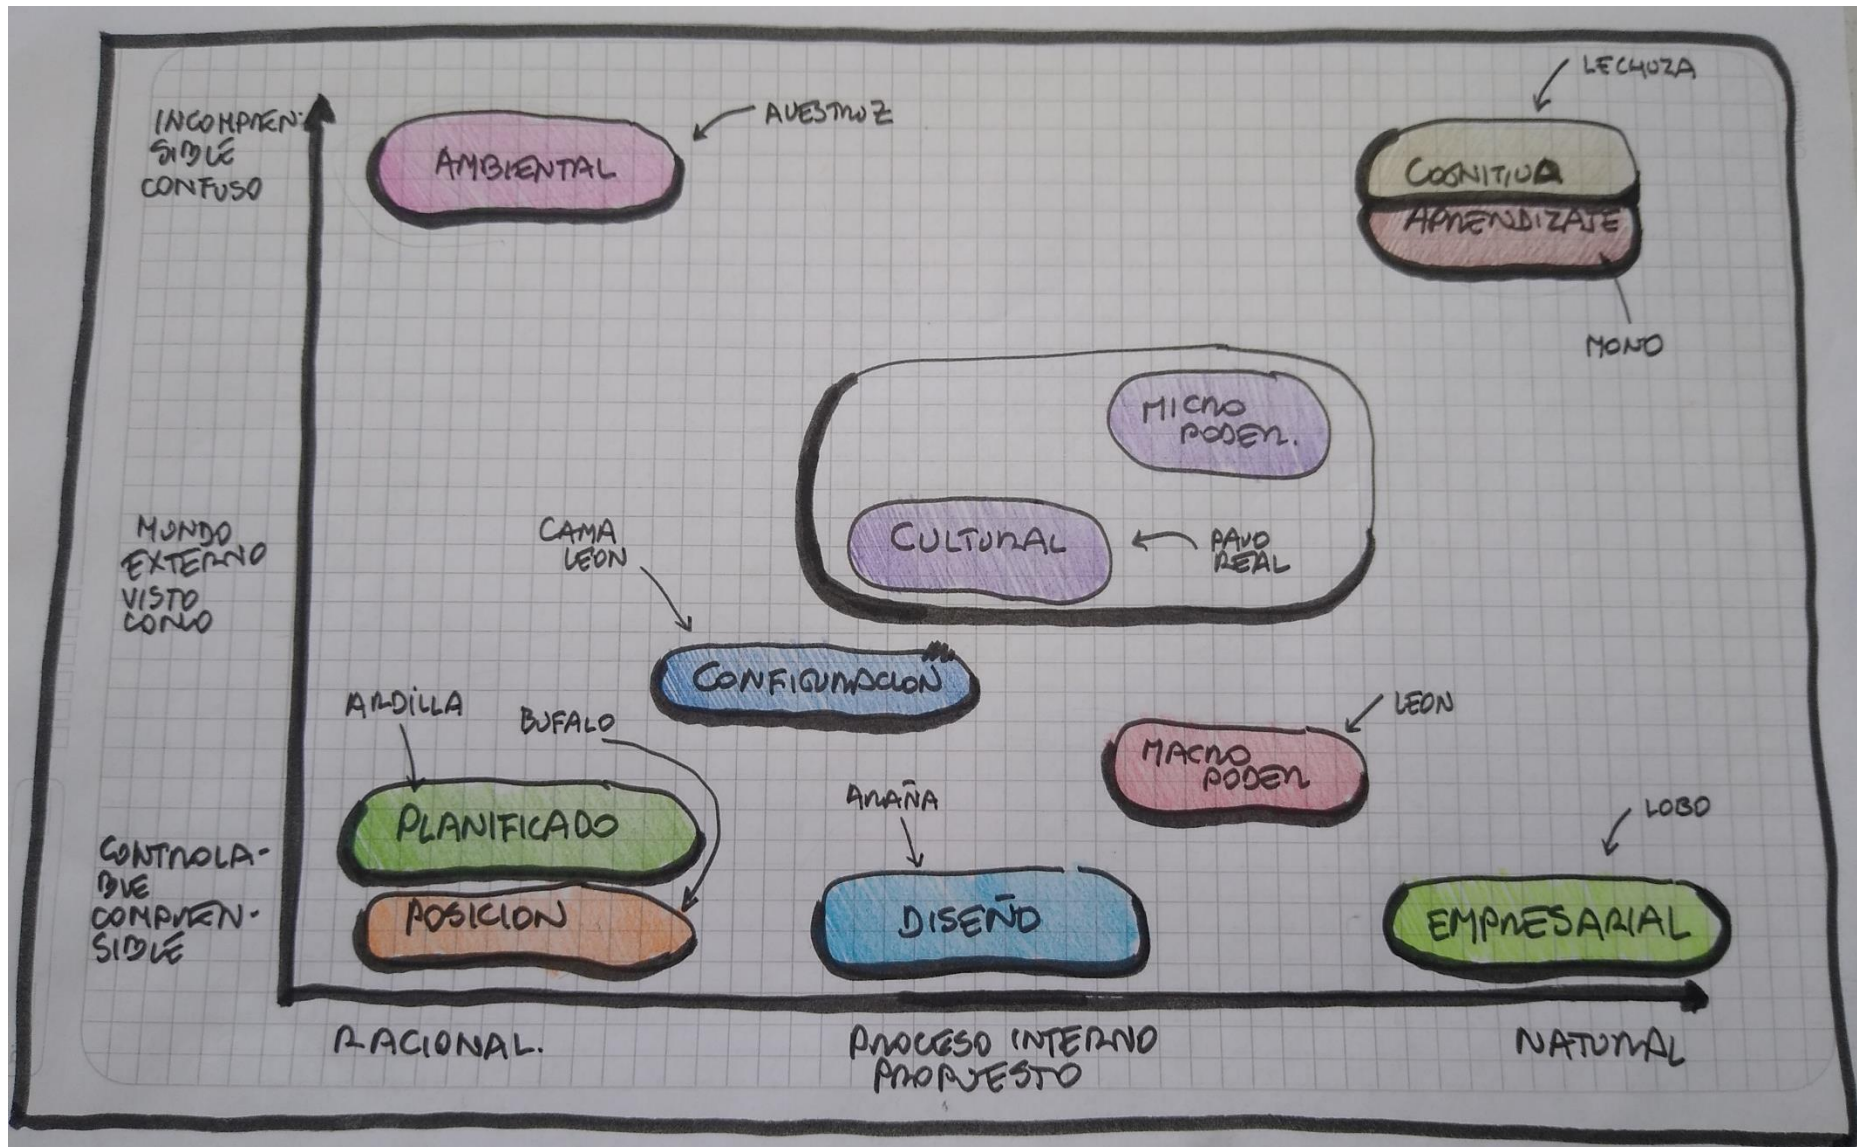 LECHUZA
INCOMPREN-
SIBLE
CONFUSO
AVESTRUZ
AMBIENTAL
COGNITIVA
APRENDIZAJE
MONO
MICRO
PODER.
MUNDO
EXTERNO
VISTO
COMO
CAMA
LEON
CULTURAL
PAVO
REAL
CONFIGURACION
ARDILLA
BUFALO
LEON
MACRO
PODER
ARAÑA
LOBO
PLANIFICADO
CONTROLA-
BLE
COMPREN-
SIBLE
POSICION
DISEÑO
EMPRESARIAL
RACIONAL.
PROCESO INTERNO
PROPUESTO
NATURAL